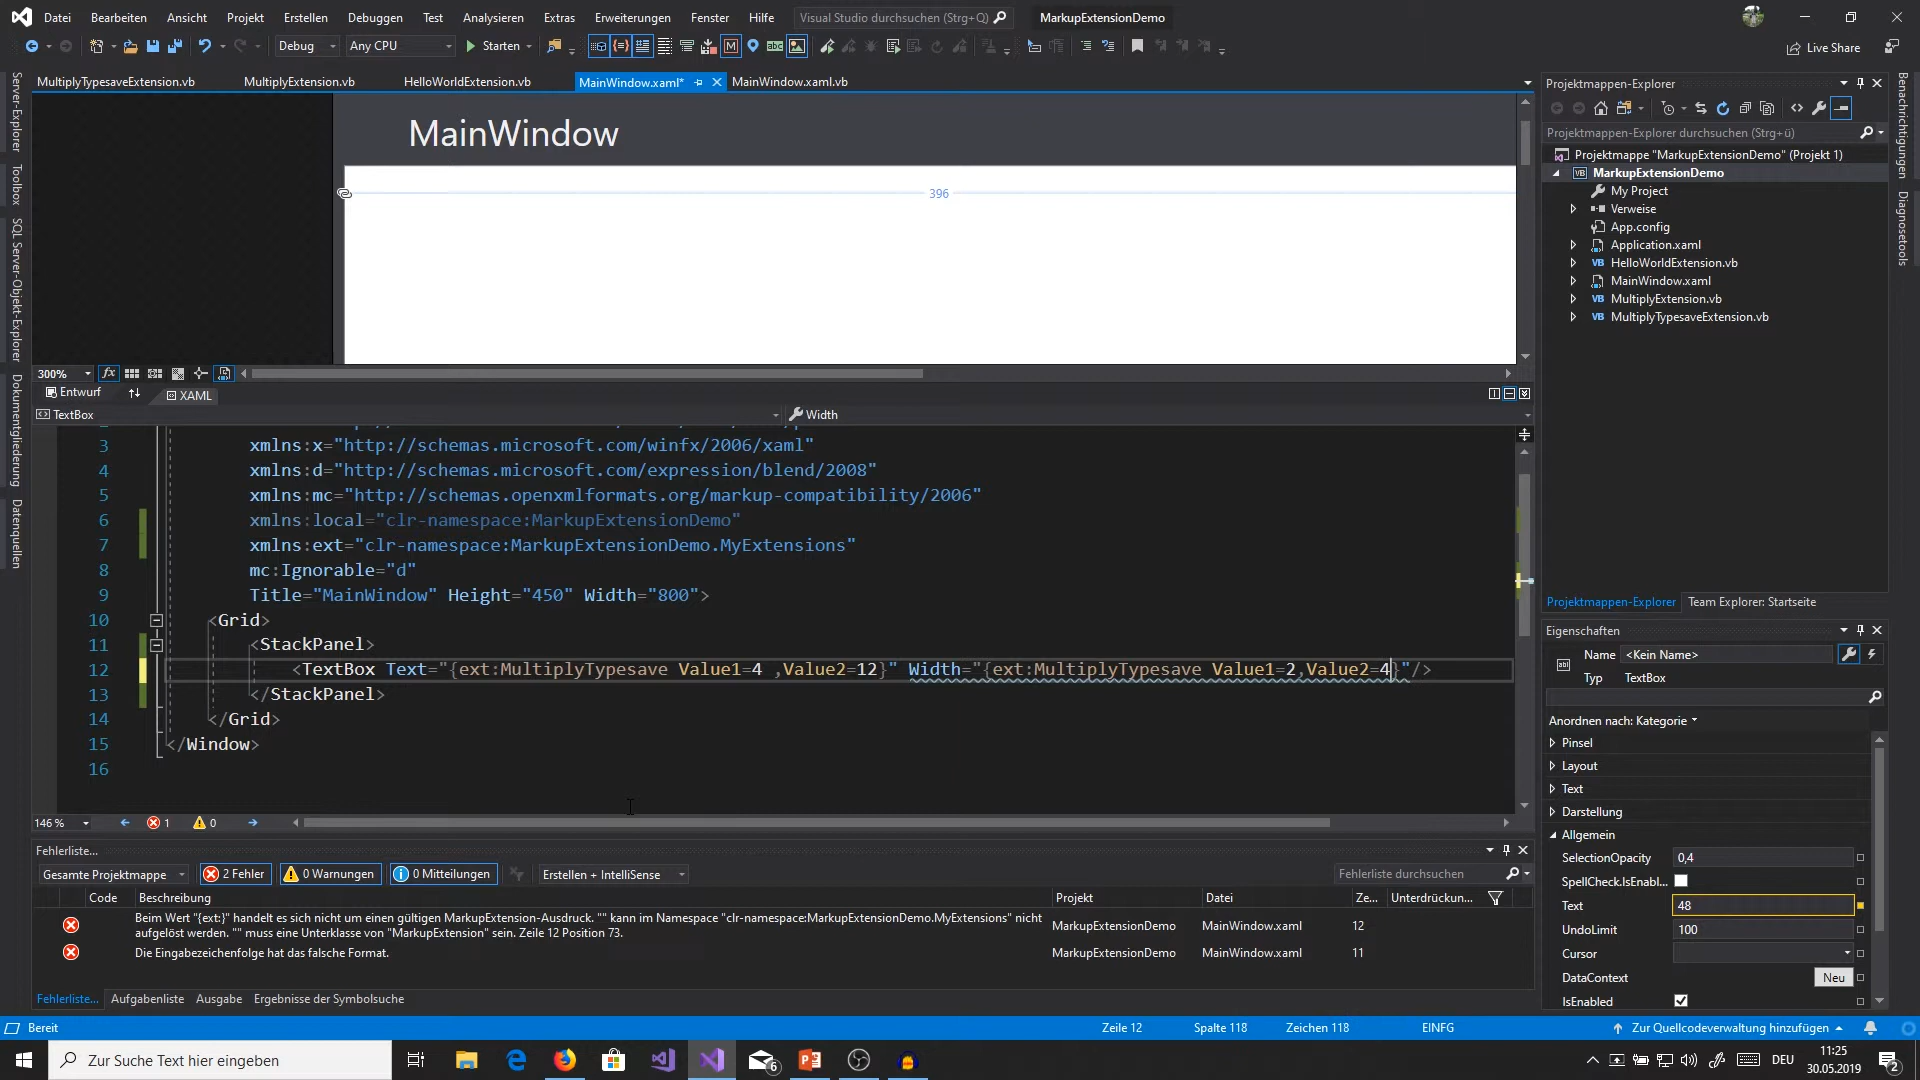 Datei Bearbeiten Ansicht Projekt Erstellen Debuggen Test Analysieren Extras Erweiterungen Fenster Hilfe Visual Studio durchsuchen (Strg+Q) MarkupExtensionDemo
Debug Any CPU Starten Live Share
MultiplyTypesaveExtension.vb MultiplyExtension.vb HelloWorldExtension.vb MainWindow.xaml* MainWindow.xaml.vb
Server-Explorer
Toolbox
SQL Server-Objekt-Explorer
Dokumentgliederung
Datenquellen
MainWindow
396
300%
Entwurf XAML
TextBox Width
3 xmlns:x="http://schemas.microsoft.com/winfx/2006/xaml"
4 xmlns:d="http://schemas.microsoft.com/expression/blend/2008"
5 xmlns:mc="http://schemas.openxmlformats.org/markup-compatibility/2006"
6 xmlns:local="clr-namespace:MarkupExtensionDemo"
7 xmlns:ext="clr-namespace:MarkupExtensionDemo.MyExtensions"
8 mc:Ignorable="d"
9 Title="MainWindow" Height="450" Width="800">
10 <Grid>
11 <StackPanel>
12 <TextBox Text="{ext:MultiplyTypesave Value1=4 ,Value2=12}" Width="{ext:MultiplyTypesave Value1=2,Value2=4}"/>
13 </StackPanel>
14 </Grid>
15 </Window>
16
146 % 1 0
Fehlerliste...
Gesamte Projektmappe 2 Fehler 0 Warnungen 0 Mitteilungen Erstellen + IntelliSense Fehlerliste durchsuchen
Code Beschreibung Projekt Datei Ze... Unterdrückun...
Beim Wert "{ext:}" handelt es sich nicht um einen gültigen MarkupExtension-Ausdruck. "" kann im Namespace "clr-namespace:MarkupExtensionDemo.MyExtensions" nicht
aufgelöst werden. "" muss eine Unterklasse von "MarkupExtension" sein. Zeile 12 Position 73. MarkupExtensionDemo MainWindow.xaml 12
Die Eingabezeichenfolge hat das falsche Format. MarkupExtensionDemo MainWindow.xaml 11
Fehlerliste... Aufgabenliste Ausgabe Ergebnisse der Symbolsuche
Projektmappen-Explorer
Projektmappen-Explorer durchsuchen (Strg+ü)
Projektmappe "MarkupExtensionDemo" (Projekt 1)
VB MarkupExtensionDemo
My Project
Verweise
App.config
Application.xaml
VB HelloWorldExtension.vb
MainWindow.xaml
VB MultiplyExtension.vb
VB MultiplyTypesaveExtension.vb
Projektmappen-Explorer Team Explorer: Startseite
Eigenschaften
Name <Kein Name>
Typ TextBox
Anordnen nach: Kategorie
Pinsel
Layout
Text
Darstellung
Allgemein
SelectionOpacity 0,4
SpellCheck.IsEnabl...
Text 48
UndoLimit 100
Cursor
DataContext Neu
IsEnabled
Benachrichtigungen
Diagnosetools
Bereit Zeile 12 Spalte 118 Zeichen 118 EINFG Zur Quellcodeverwaltung hinzufügen
Zur Suche Text hier eingeben 6 DEU 11:25
30.05.2019 2